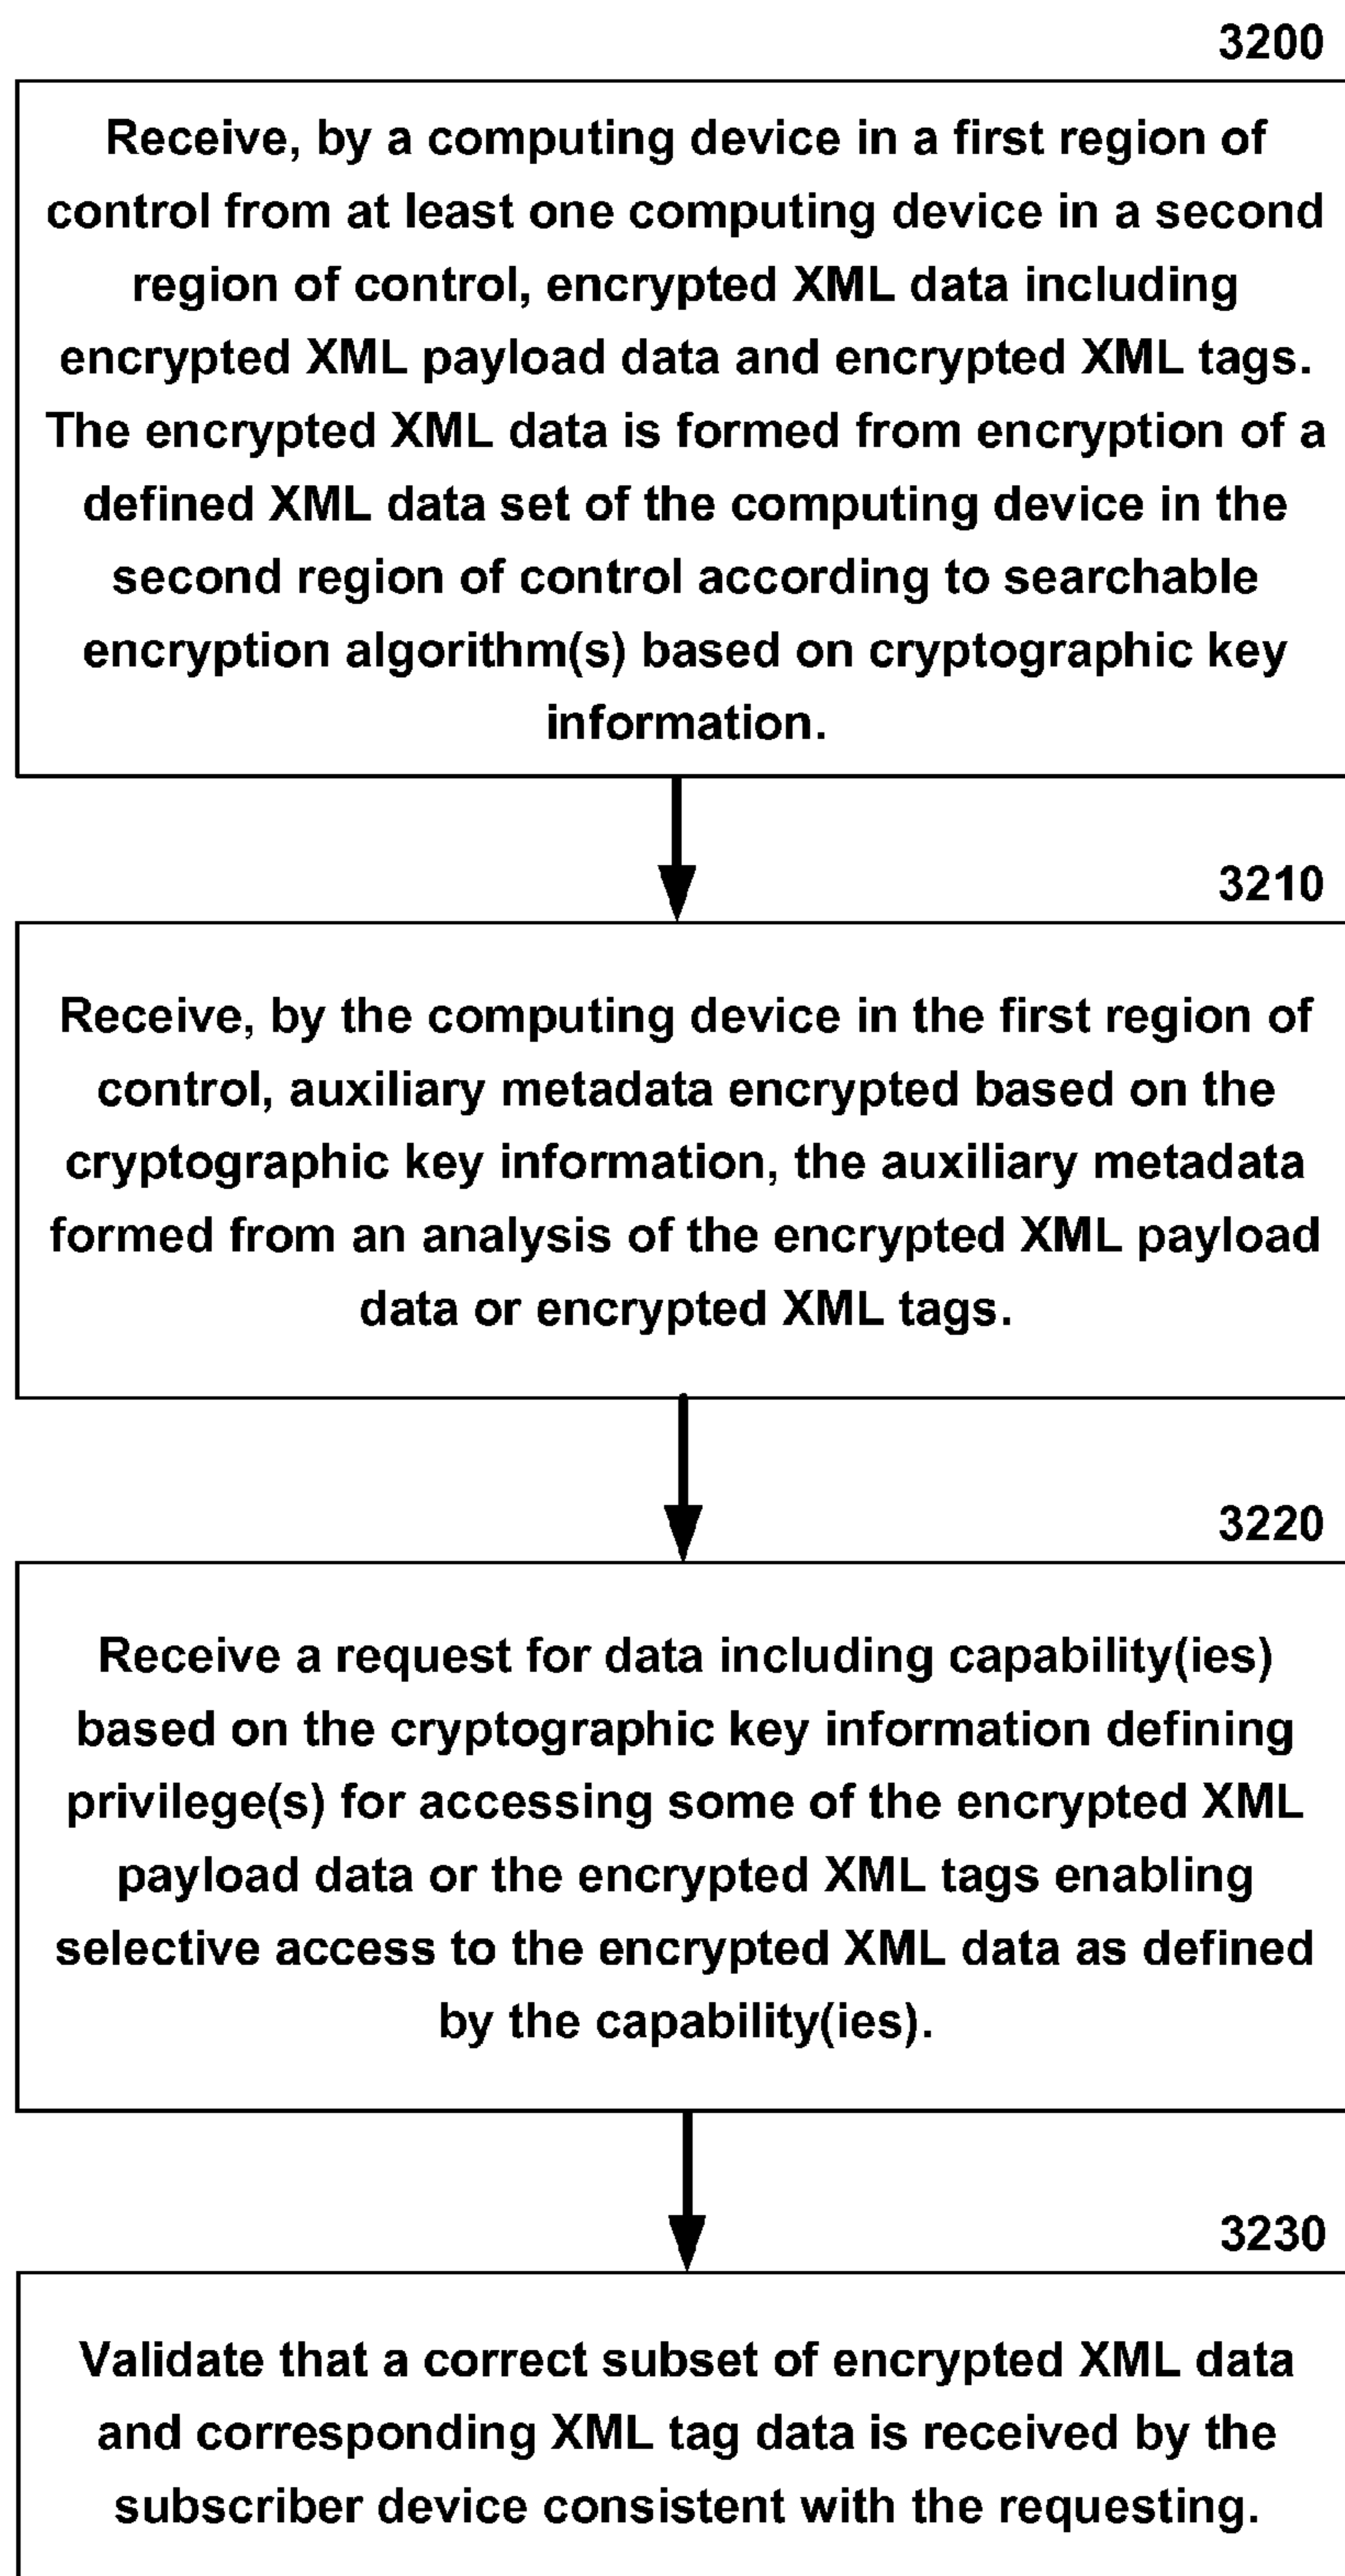 3200
Receive, by a computing device in a first region of
control from at least one computing device in a second
region of control, encrypted XML data including
encrypted XML payload data and encrypted XML tags.
The encrypted XML data is formed from encryption of a
defined XML data set of the computing device in the
second region of control according to searchable
encryption algorithm(s) based on cryptographic key
information.
3210
Receive, by the computing device in the first region of
control, auxiliary metadata encrypted based on the
cryptographic key information, the auxiliary metadata
formed from an analysis of the encrypted XML payload
data or encrypted XML tags.
3220
Receive a request for data including capability(ies)
based on the cryptographic key information defining
privilege(s) for accessing some of the encrypted XML
payload data or the encrypted XML tags enabling
selective access to the encrypted XML data as defined
by the capability(ies).
3230
Validate that a correct subset of encrypted XML data
and corresponding XML tag data is received by the
subscriber device consistent with the requesting.